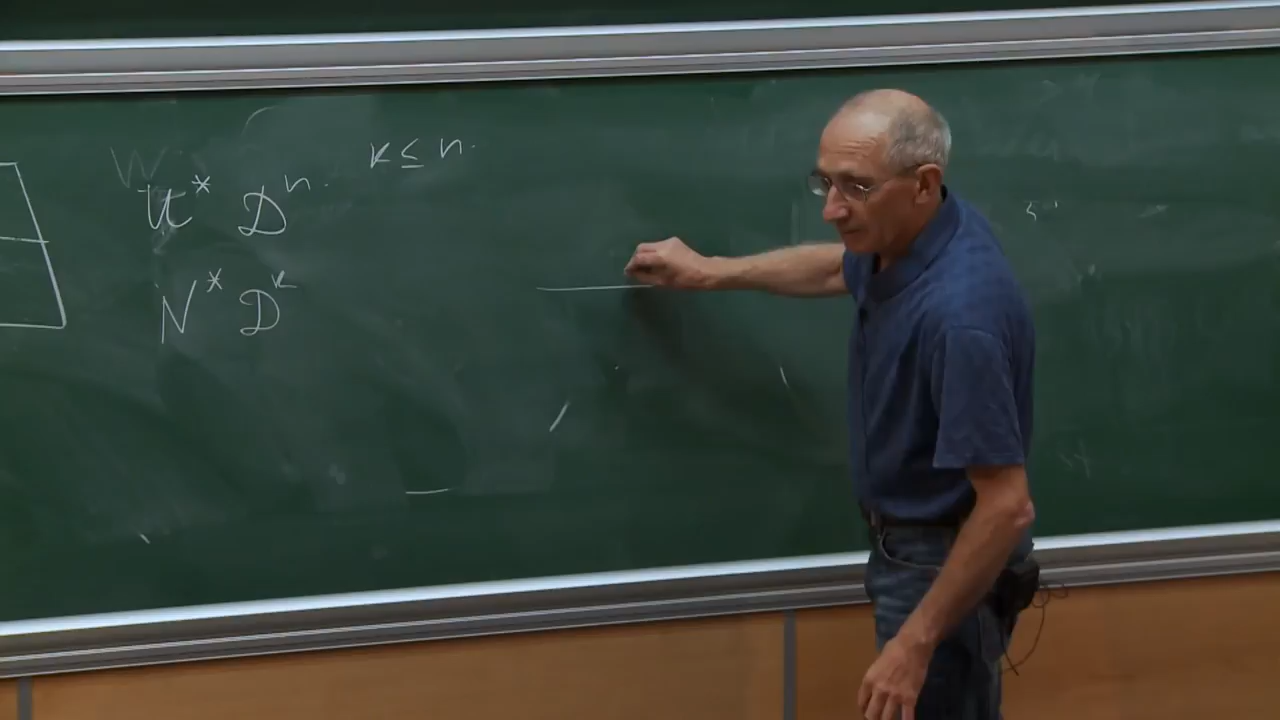 k ≤ n.
U* Dⁿ.
N* Dᵏ